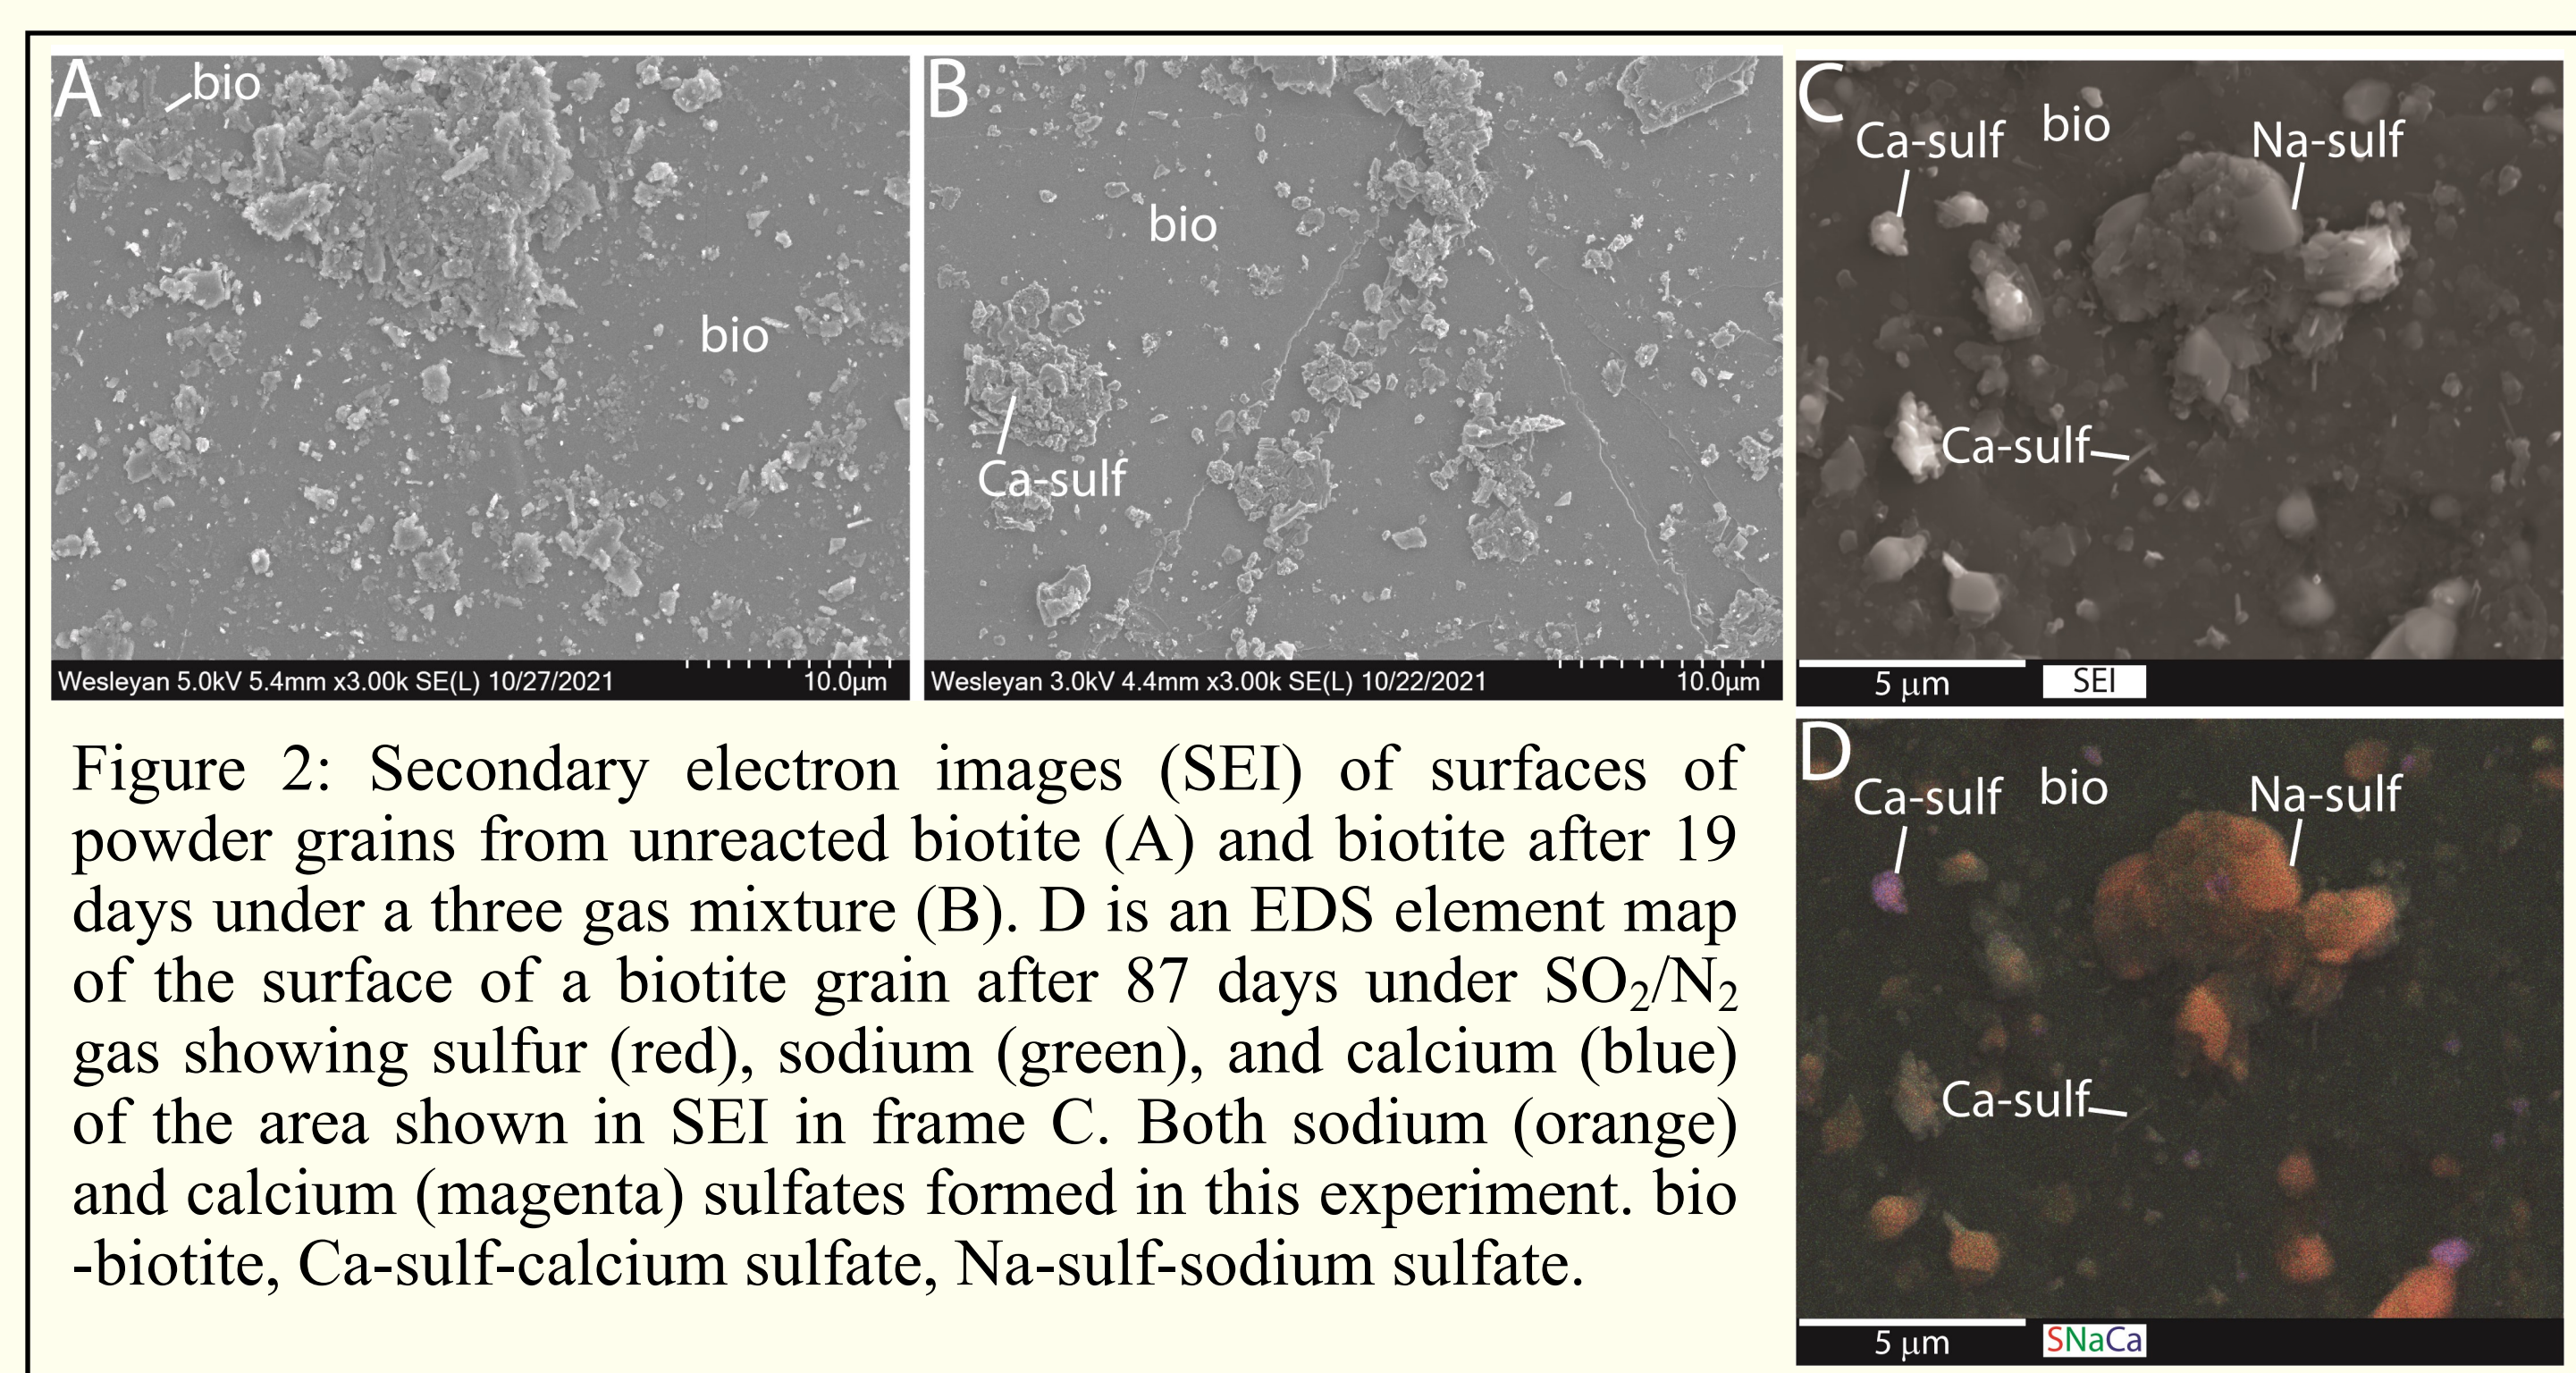 A
bio
bio
Wesleyan 5.0kV 5.4mm x3.00k SE(L) 10/27/2021 10.0μm
B
bio
Ca-sulf
Wesleyan 3.0kV 4.4mm x3.00k SE(L) 10/22/2021 10.0μm
C
Ca-sulf bio Na-sulf
Ca-sulf
5 μm SEI
Figure 2: Secondary electron images (SEI) of surfaces of
powder grains from unreacted biotite (A) and biotite after 19
days under a three gas mixture (B). D is an EDS element map
of the surface of a biotite grain after 87 days under SO₂/N₂
gas showing sulfur (red), sodium (green), and calcium (blue)
of the area shown in SEI in frame C. Both sodium (orange)
and calcium (magenta) sulfates formed in this experiment. bio
-biotite, Ca-sulf-calcium sulfate, Na-sulf-sodium sulfate.
D
Ca-sulf bio Na-sulf
Ca-sulf
5 μm SNaCa